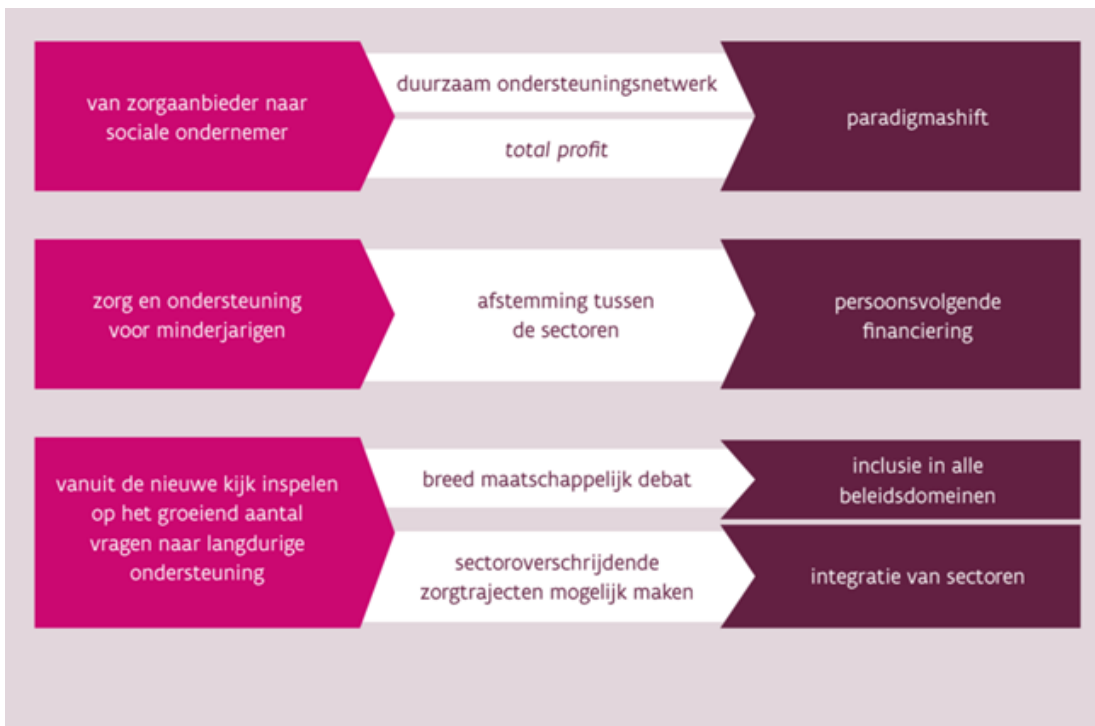 van zorgaanbieder naar
sociale ondernemer
duurzaam ondersteuningsnetwerk
total profit
paradigmashift
zorg en ondersteuning
voor minderjarigen
afstemming tussen
de sectoren
persoonsvolgende
financiering
vanuit de nieuwe kijk inspelen
op het groeiend aantal
vragen naar langdurige
ondersteuning
breed maatschappelijk debat
sectoroverschrijdende
zorgtrajecten mogelijk maken
inclusie in alle
beleidsdomeinen
integratie van sectoren